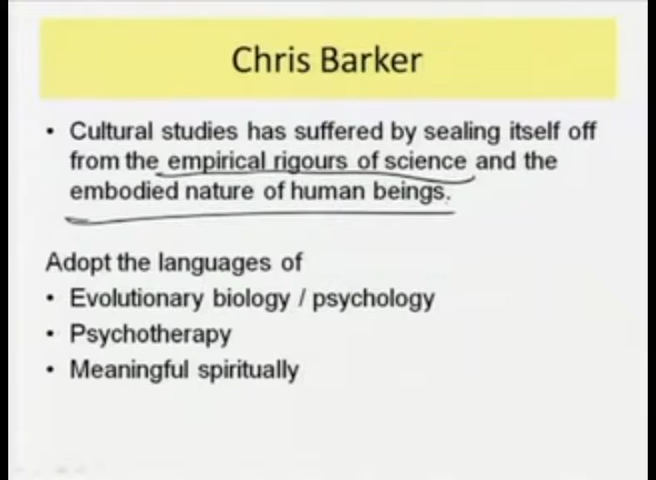 Chris Barker
• Cultural studies has suffered by sealing itself off
from the empirical rigours of science and the
embodied nature of human beings.
Adopt the languages of
• Evolutionary biology / psychology
• Psychotherapy
• Meaningful spiritually